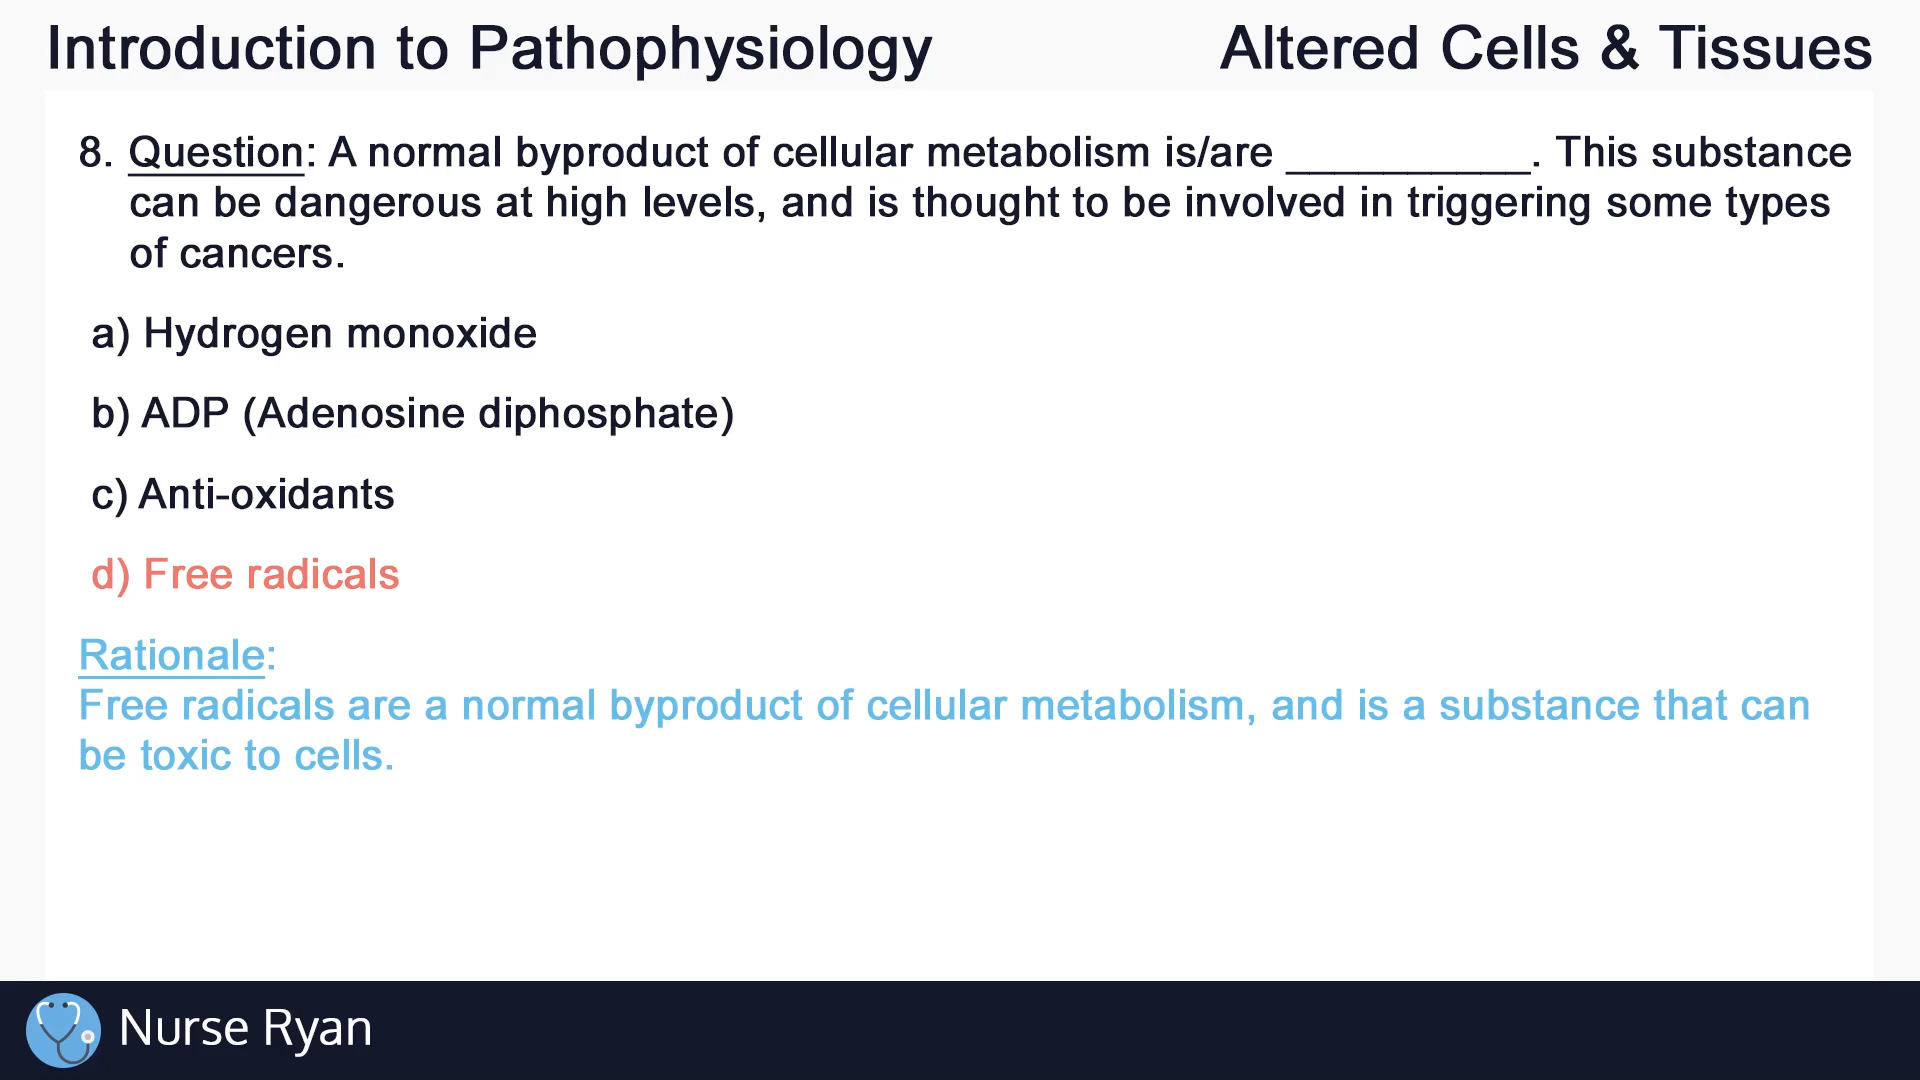 Introduction to Pathophysiology
Altered Cells & Tissues
8. Question: A normal byproduct of cellular metabolism is/are __________. This substance
can be dangerous at high levels, and is thought to be involved in triggering some types
of cancers.
a) Hydrogen monoxide
b) ADP (Adenosine diphosphate)
c) Anti-oxidants
d) Free radicals
Rationale:
Free radicals are a normal byproduct of cellular metabolism, and is a substance that can
be toxic to cells.
Nurse Ryan